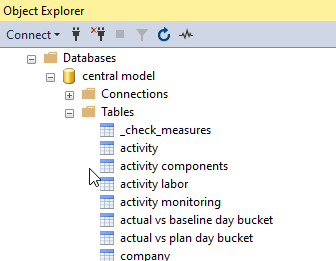 Object Explorer
Connect
Databases
central model
Connections
Tables
_check_measures
activity
activity components
activity labor
activity monitoring
actual vs baseline day bucket
actual vs plan day bucket
company